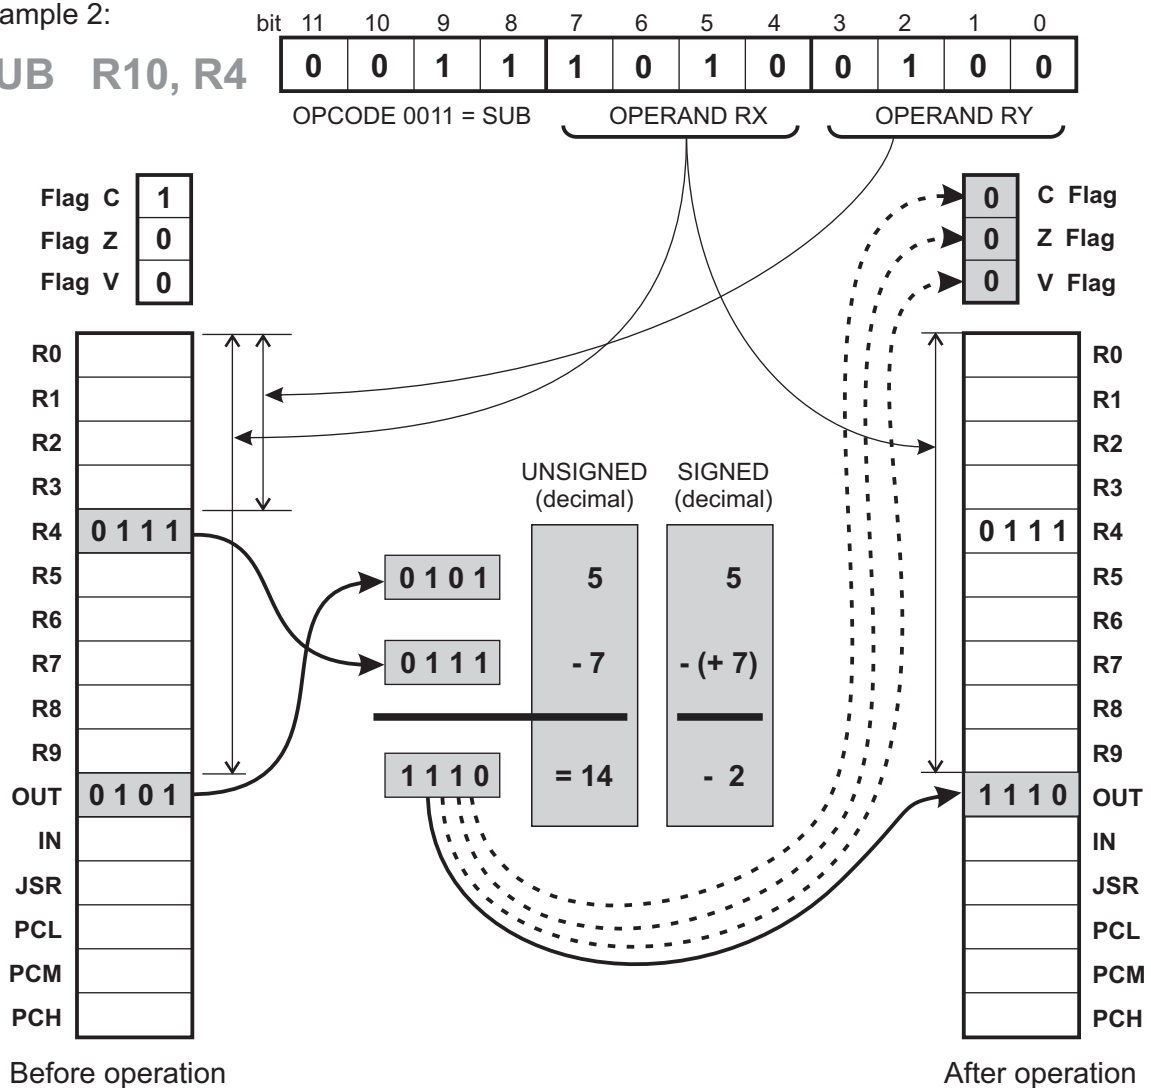 ample 2:
bit 11 10 9 8 7 6 5 4 3 2 1 0
UB R10, R4 0 0 1 1 1 0 1 0 0 1 0 0
OPCODE 0011 = SUB OPERAND RX OPERAND RY
Flag C 1 0 C Flag
Flag Z 0 0 Z Flag
Flag V 0 0 V Flag
R0 R0
R1 R1
R2 R2
UNSIGNED SIGNED
(decimal) (decimal)
R3 R3
R4 0 1 1 1 0 1 1 1 R4
R5 0 1 0 1 5 5 R5
R6 R6
R7 0 1 1 1 - 7 - (+ 7) R7
R8 R8
R9 R9
1 1 1 0 = 14 - 2
OUT 0 1 0 1 1 1 1 0 OUT
IN IN
JSR JSR
PCL PCL
PCM PCM
PCH PCH
Before operation After operation